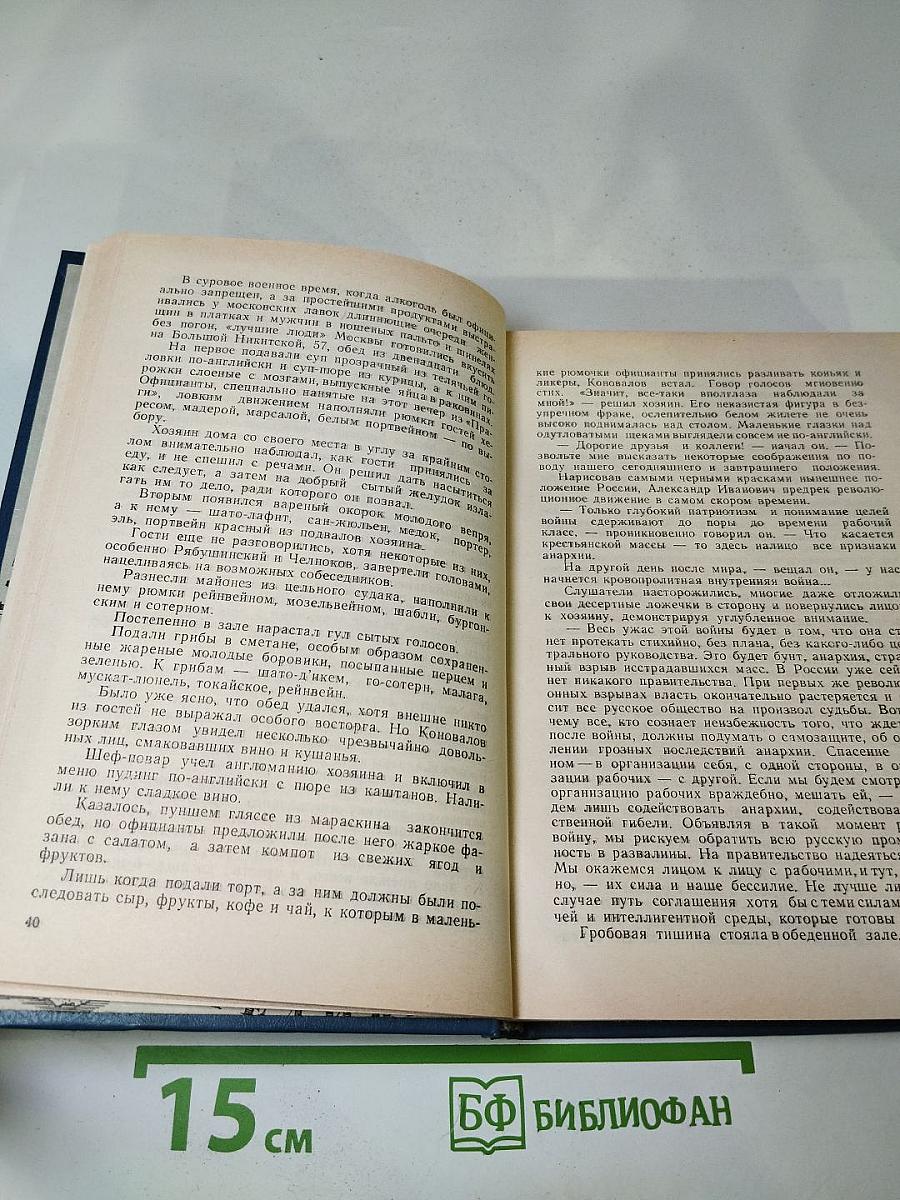 В суровое военное время, когда алкоголь был офици-
ально запрещен, а за простейшими продуктами выстра-
ивались у московских лавок длиннющие очереди жен-
щин в платках и мужчин в ношеных пальто и шинелях
без погон, «лучшие люди» Москвы готовились вкусить
на Большой Никитской, 57, обед из двенадцати блюд.
На первое подавали суп прозрачный из телячьей го-
ловки по-английски и суп-пюре из курицы, а к ним пи-
рожки слоеные с мозгами, выпускные яйца в раковинах.
Официанты, специально нанятые на этот вечер из «Пра-
ги», ловким движением наполняли рюмки гостей хе-
ресом, мадерой, марсалой, белым портвейном — по вы-
бору.
Хозяин дома со своего места в углу за крайним сто-
лом внимательно наблюдал, как гости принялись за
еду, и не спешил с речами. Он решил дать насытиться
как следует, а затем на добрый сытый желудок изла-
гать им то дело, ради которого он позвал.
Вторым появился вареный окорок молодого вепря,
а к нему — шато-лафит, сан-жюльен, медок, портер,
эль, портвейн красный из подвалов хозяина.
Гости еще не разговорились, хотя некоторые из них,
особенно Рябушинский и Челноков, завертели головами,
нацеливаясь на возможных собеседников.
Разнесли майонез из цельного судака, наполнили к
нему рюмки рейнвейном, мозельвейном, шабли, бургон-
ским и сотерном.
Постепенно в зале нарастал гул сытых голосов.
Подали грибы в сметане, особым образом сохранен-
ные жареные молодые боровики, посыпанные перцем и
зеленью. К грибам — шато-д'икем, го-сотерн, малага,
мускат-люнель, токайское, рейнвейн.
Было уже ясно, что обед удался, хотя внешне никто
из гостей не выражал особого восторга. Но Коновалов
зорким глазом увидел несколько чрезвычайно доволь-
ных лиц, смаковавших вино и кушанья.
Шеф-повар учел англоманию хозяина и включил в
меню пудинг по-английски с пюре из каштанов. Нали-
ли к нему сладкое вино.
Казалось, пуншем гляссе из мараскина закончится
обед, но официанты предложили после него жаркое фа-
зана с салатом, а затем компот из свежих ягод и
фруктов.
Лишь когда подали торт, а за ним должны были по-
следовать сыр, фрукты, кофе и чай, к которым в малень-
40
кие рюмочки официанты принялись разливать коньяк и
ликеры, Коновалов встал. Говор голосов мгновенно
стих. «Значит, все-таки вполглаза наблюдали за
мной!» — решил хозяин. Его неказистая фигура в без-
упречном фраке, ослепительно белом жилете не очень
высоко поднималась над столом. Маленькие глазки над
одутловатыми щеками выглядели совсем не по-английски.
— Дорогие друзья и коллеги! — начал он. — По-
звольте мне высказать некоторые соображения по по-
воду нашего сегодняшнего и завтрашнего положения.
Нарисовав самыми черными красками нынешнее по-
ложение России, Александр Иванович предрек револю-
ционное движение в самом скором времени.
— Только глубокий патриотизм и понимание целей
войны сдерживают до поры до времени рабочий
класс, — проникновенно говорил он. — Что касается
крестьянской массы — то здесь налицо все признаки
анархии.
На другой день после мира, — вещал он, — у нас
начнется кровопролитная внутренняя война...
Слушатели насторожились, многие даже отложили
свои десертные ложечки в сторону и повернулись лицом
к хозяину, демонстрируя углубленное внимание.
— Весь ужас этой войны будет в том, что она ст
нет протекать стихийно, без плана, без какого-либо це
трального руководства. Это будет бунт, анархия, стра
ный взрыв исстрадавшихся масс. В России уже сей
нет никакого правительства. При первых же револю
онных взрывах власть окончательно растеряется и
сит все русское общество на произвол судьбы. Вот
чему все, кто сознает неизбежность того, что ждет
после войны, должны подумать о самозащите, об о
лении грозных последствий анархии. Спасение
ном — в организации себя, с одной стороны, в о
зации рабочих — с другой. Если мы будем смотр
организацию рабочих враждебно, мешать ей, —
дем лишь содействовать анархии, содействова
ственной гибели. Объявляя в такой момент р
войну, мы рискуем обратить всю русскую пром
ность в развалины. На правительство надеяться
Мы окажемся лицом к лицу с рабочими, и тут,
но, — их сила и наше бессилие. Не лучше ли
случае путь соглашения хотя бы с теми силам
чей и интеллигентной среды, которые готовы
Гробовая тишина стояла в обеденной зале.
15 см
БФ БИБЛИОФАН